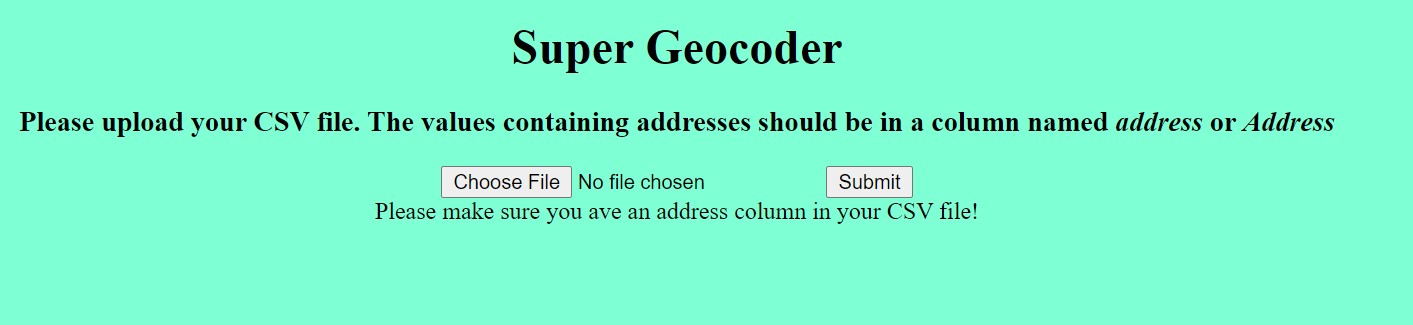 Super Geocoder
Please upload your CSV file. The values containing addresses should be in a column named address or Address
Choose File No file chosen Submit
Please make sure you ave an address column in your CSV file!